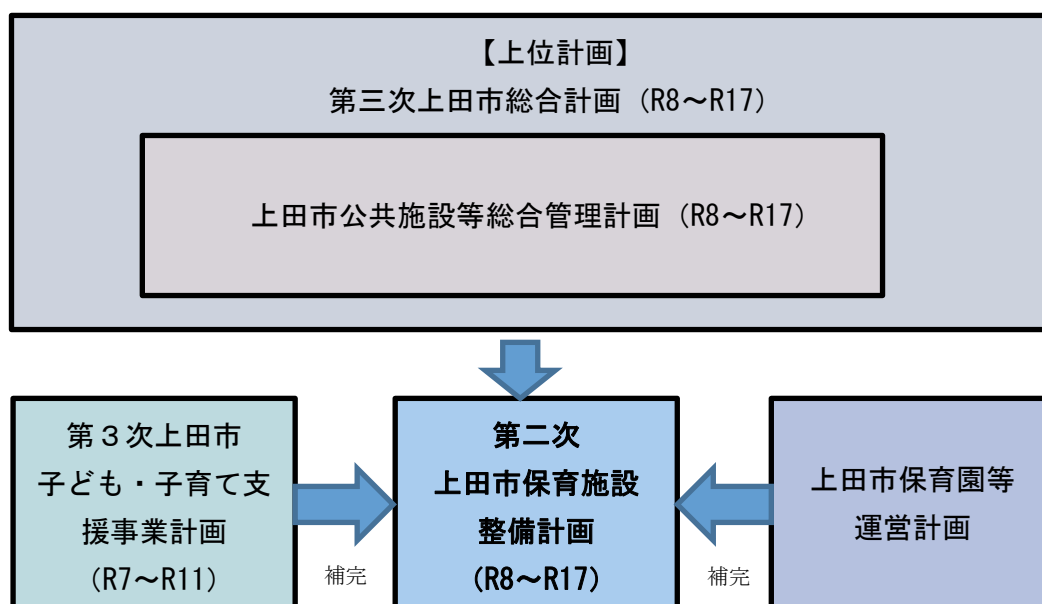 【上位計画】
第三次上田市総合計画（R8～R17）
上田市公共施設等総合管理計画（R8～R17）
第３次上田市
子ども・子育て支
援事業計画
（R7～R11）
補完
第二次
上田市保育施設
整備計画
（R8～R17）
補完
上田市保育園等
運営計画